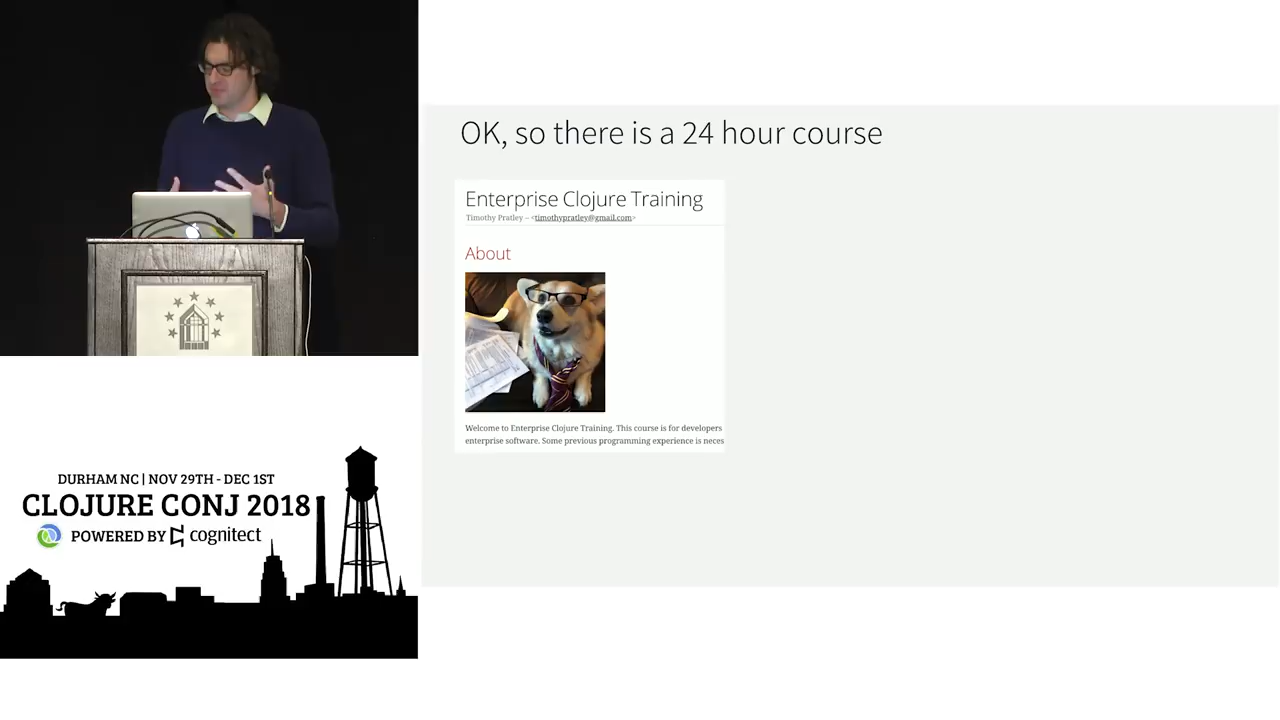 OK, so there is a 24 hour course
Enterprise Clojure Training
Timothy Pratley – <timothypratley@gmail.com>
About
Welcome to Enterprise Clojure Training. This course is for developers
enterprise software. Some previous programming experience is neces
DURHAM NC | NOV 29TH - DEC 1ST
CLOJURE CONJ 2018
POWERED BY cognitect